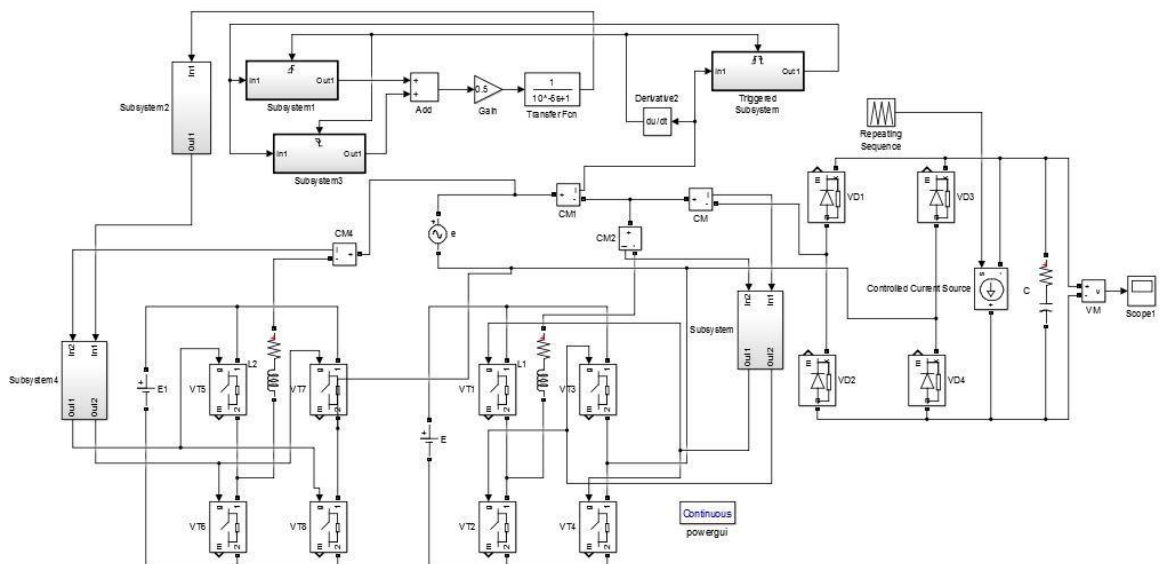 In1
Subsystem2
Out1
In1
Out1
Subsystem1
In1
Out1
Subsystem3
+
+
Add
0.5
Gain
1
10^-6s+1
Transfer Fcn
Derivative2
du/dt
In1
Out1
Triggered
Subsystem
Repeating
Sequence
CM4
e
CM1
CM2
CM
VD1
VD3
VD2
VD4
Controlled Current Source
C
VM
Scope1
In2
In1
Subsystem
Out1
Out2
In2
In1
Subsystem4
Out1
Out2
E1
VT5
L2
VT7
VT6
VT8
E
VT1
L1
VT3
VT2
VT4
Continuous
powergui